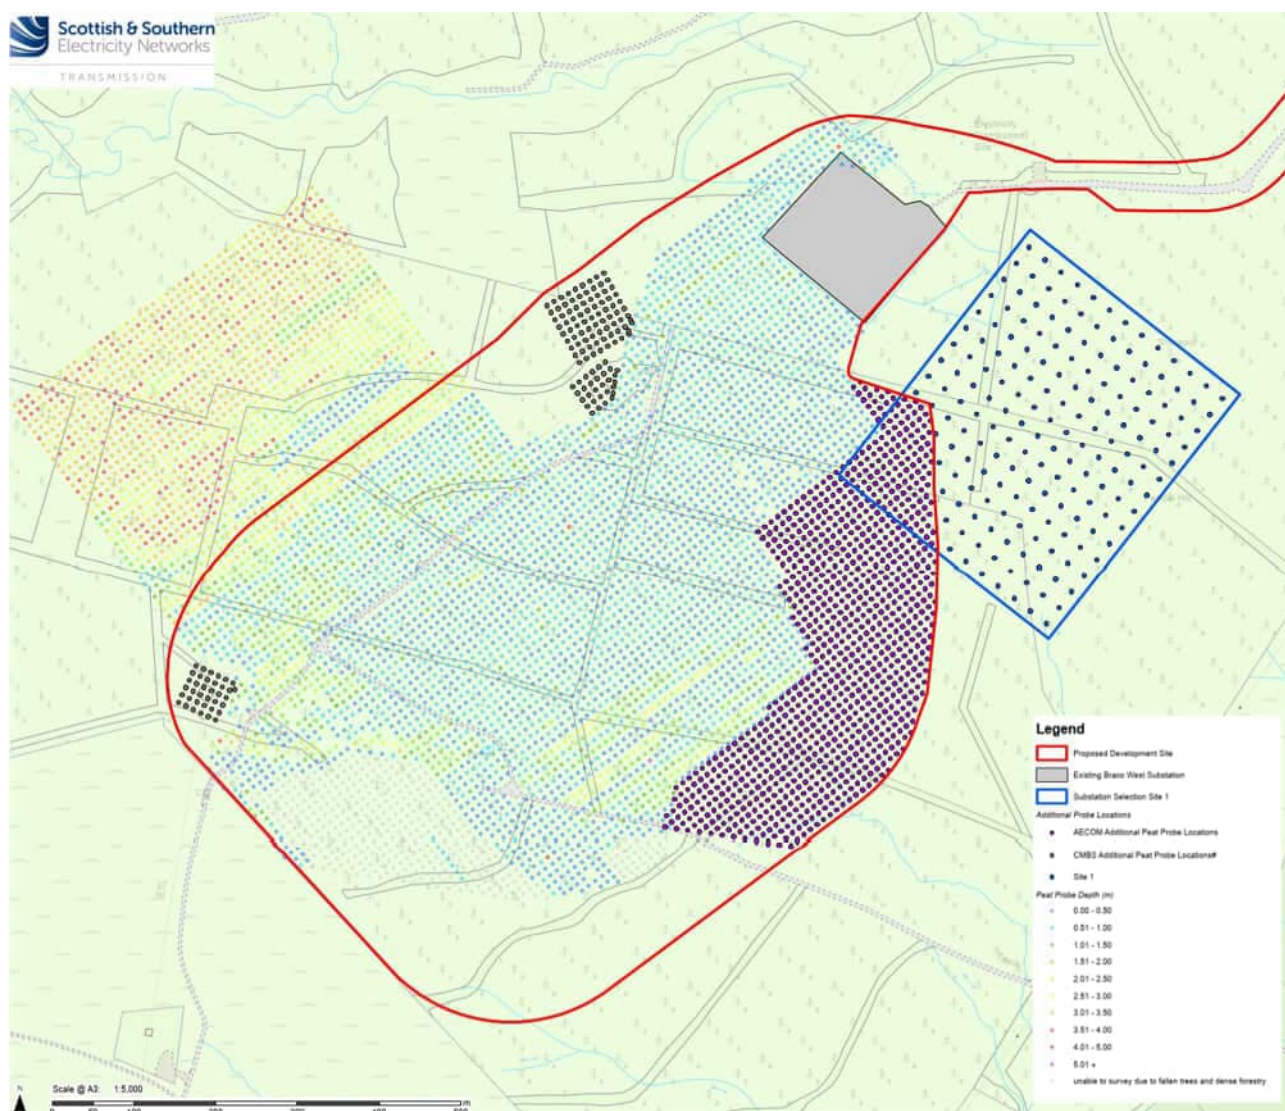 Scottish & Southern
Electricity Networks
TRANSMISSION
Legend
Proposed Development Site
Existing Braco West Substation
Substation Selection Site 1
Additional Probe Locations
AECOM Additional Peat Probe Locations
CMBS Additional Peat Probe Locations#
Site 1
Peat Probe Depth (m)
0.00 - 0.50
0.51 - 1.00
1.01 - 1.50
1.51 - 2.00
2.01 - 2.50
2.51 - 3.00
3.01 - 3.50
3.51 - 4.00
4.01 - 5.00
5.01 +
unable to survey due to fallen trees and dense forestry
N
Scale @ A3: 1:5,000
m